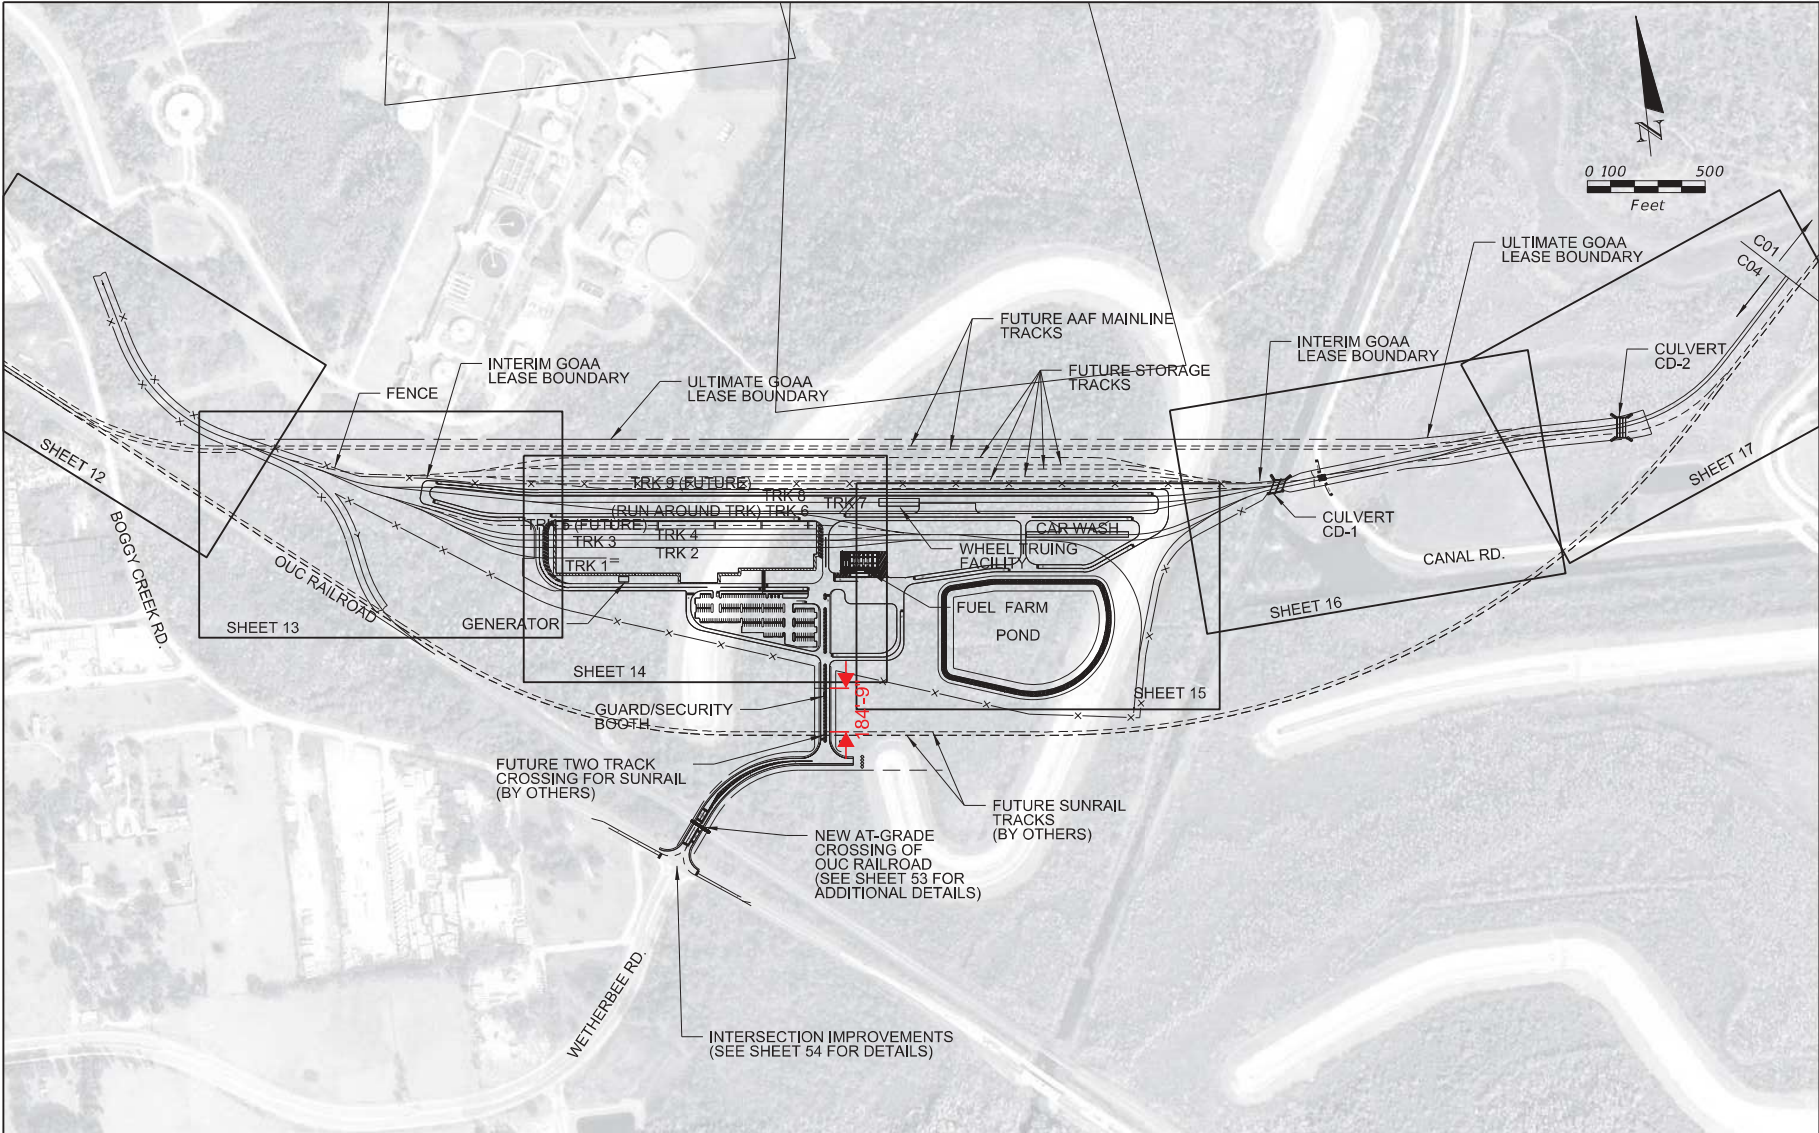 N
0 100 500
Feet
C01
C04
ULTIMATE GOAA
LEASE BOUNDARY
FUTURE AAF MAINLINE
TRACKS
INTERIM GOAA
LEASE BOUNDARY
CULVERT
CD-2
INTERIM GOAA
LEASE BOUNDARY
FUTURE STORAGE
TRACKS
ULTIMATE GOAA
LEASE BOUNDARY
FENCE
SHEET 12
SHEET 17
TRK 9 (FUTURE)
TRK 8
TRK 7
(RUN AROUND TRK) TRK 6
TRK 5 (FUTURE)
TRK 4
TRK 3
TRK 2
TRK 1
CAR WASH
WHEEL TRUING
FACILITY
CULVERT
CD-1
CANAL RD.
BOGGY CREEK RD.
OUC RAILROAD
FUEL FARM
POND
GENERATOR
SHEET 13
SHEET 16
SHEET 14
SHEET 15
184'-9"
GUARD/SECURITY
BOOTH
FUTURE TWO TRACK
CROSSING FOR SUNRAIL
(BY OTHERS)
FUTURE SUNRAIL
TRACKS
(BY OTHERS)
NEW AT-GRADE
CROSSING OF
OUC RAILROAD
(SEE SHEET 53 FOR
ADDITIONAL DETAILS)
WETHERBEE RD.
INTERSECTION IMPROVEMENTS
(SEE SHEET 54 FOR DETAILS)